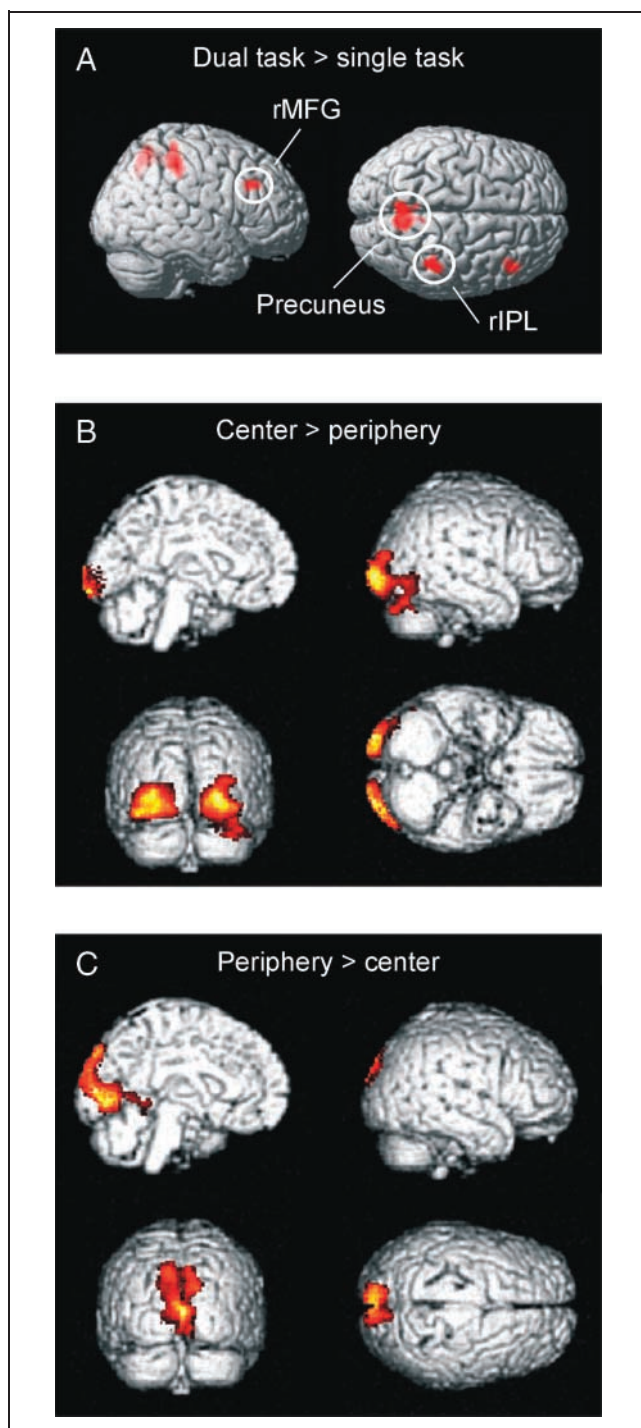 A
Dual task > single task
rMFG
Precuneus
rIPL
B
Center > periphery
C
Periphery > center